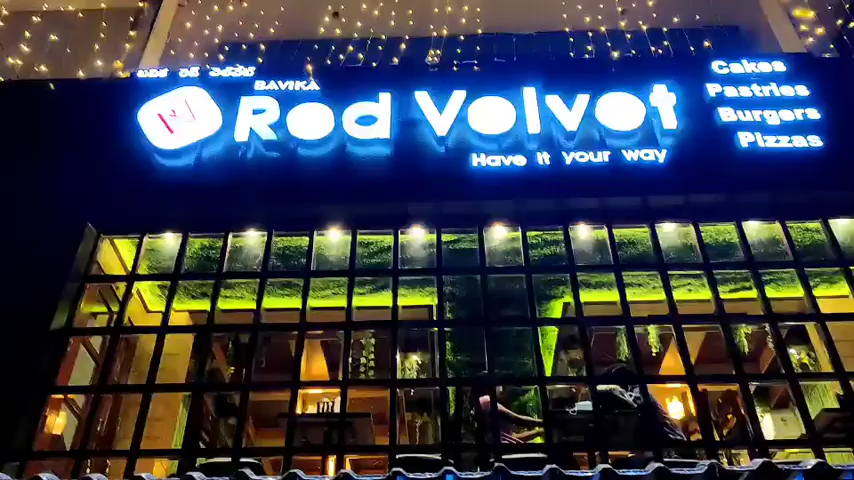 BAVIKA
Red Velvet
Have it your way
Cakes
Pastries
Burgers
Pizzas